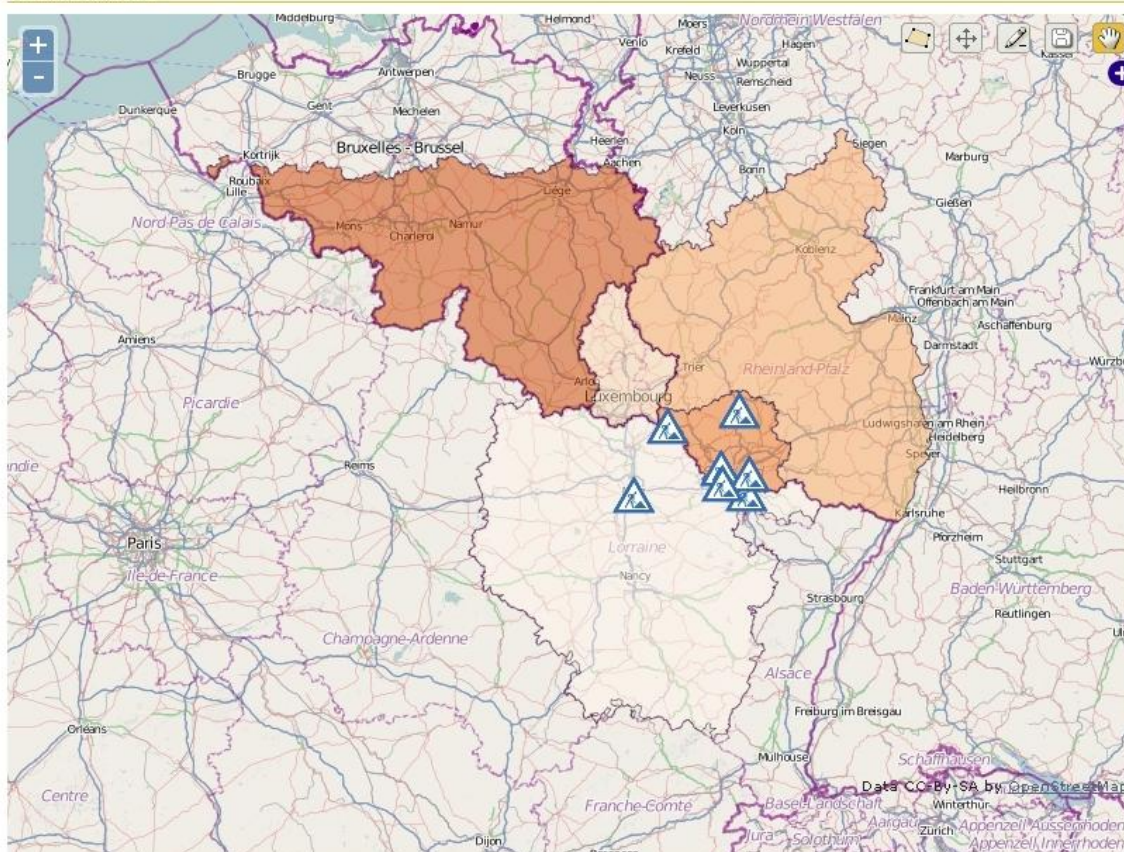 Middelburg
Helmond
Moers
Nordrhein-Westfalen
Hagen
Venlo
Krefeld
Wuppertal
Kassel
Brugge
Antwerpen
Neuss
Remscheid
Gent
Mechelen
Leverkusen
Dunkerque
Köln
Heerlen
Siegen
Kortrijk
Bruxelles - Brussel
Aachen
Marburg
Bonn
Roubaix
Lille
Liège
Gießen
Nord-Pas de Calais
Mons
Namur
Charleroi
Koblenz
Frankfurt am Main
Offenbach am Main
Mainz
Aschaffenburg
Amiens
Darmstadt
Trier
Rheinland-Pfalz
Arlon
Luxembourg
Picardie
Ludwigshafen am Rhein
Heidelberg
Speyer
Reims
Heilbronn
Karlsruhe
Paris
Pforzheim
Lorraine
Stuttgart
Île-de-France
Nancy
Baden-Württemberg
Strasbourg
Reutlingen
Champagne-Ardenne
Alsace
Freiburg im Breisgau
Orléans
Mulhouse
Schaffhausen
Data CC-By-SA by OpenStreetMap
Centre
Franche-Comté
Basel-Landschaft
Winterthur
Aargau
Appenzell Ausserrhoden
Jura
Solothurn
Zürich
Dijon
Appenzell Innerrhoden